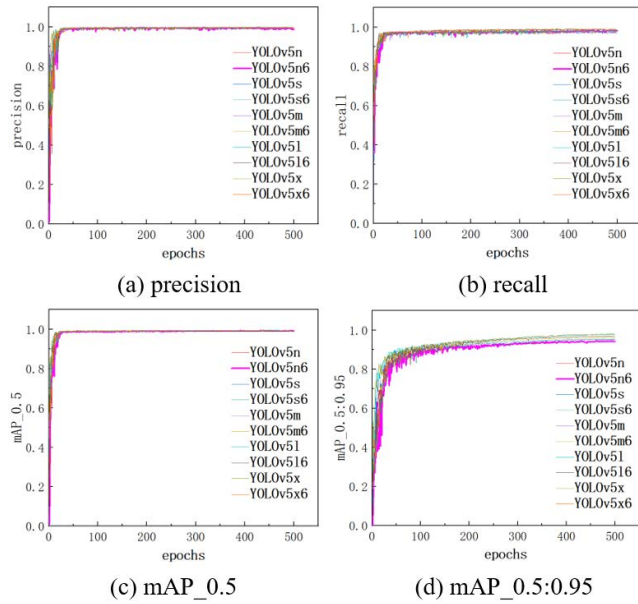 precision
1.0
0.8
0.6
0.4
0.2
0.0
0
100
200
300
400
500
epochs
YOLOv5n
YOLOv5n6
YOLOv5s
YOLOv5s6
YOLOv5m
YOLOv5m6
YOLOv5l
YOLOv5l6
YOLOv5x
YOLOv5x6
(a) precision
recall
1.0
0.8
0.6
0.4
0.2
0.0
0
100
200
300
400
500
epochs
YOLOv5n
YOLOv5n6
YOLOv5s
YOLOv5s6
YOLOv5m
YOLOv5m6
YOLOv5l
YOLOv5l6
YOLOv5x
YOLOv5x6
(b) recall
mAP_0.5
1.0
0.8
0.6
0.4
0.2
0.0
0
100
200
300
400
500
epochs
YOLOv5n
YOLOv5n6
YOLOv5s
YOLOv5s6
YOLOv5m
YOLOv5m6
YOLOv5l
YOLOv5l6
YOLOv5x
YOLOv5x6
(c) mAP_0.5
mAP_0.5:0.95
1.0
0.8
0.6
0.4
0.2
0.0
0
100
200
300
400
500
epochs
YOLOv5n
YOLOv5n6
YOLOv5s
YOLOv5s6
YOLOv5m
YOLOv5m6
YOLOv5l
YOLOv5l6
YOLOv5x
YOLOv5x6
(d) mAP_0.5:0.95